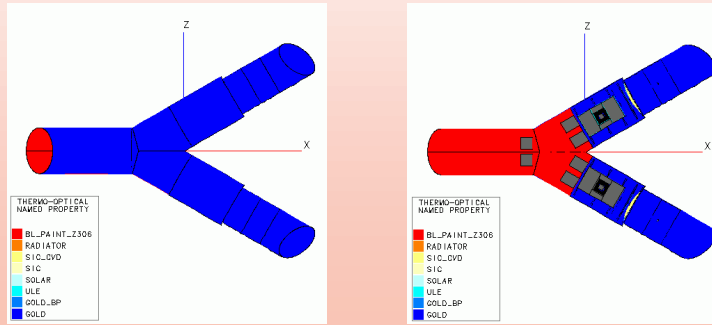 Z
X
THERMO-OPTICAL
NAMED PROPERTY
BL_PAINT_Z306
RADIATOR
SIC_CVD
SIC
SOLAR
ULE
GOLD_BP
GOLD
Z
X
THERMO-OPTICAL
NAMED PROPERTY
BL_PAINT_Z306
RADIATOR
SIC_CVD
SIC
SOLAR
ULE
GOLD_BP
GOLD